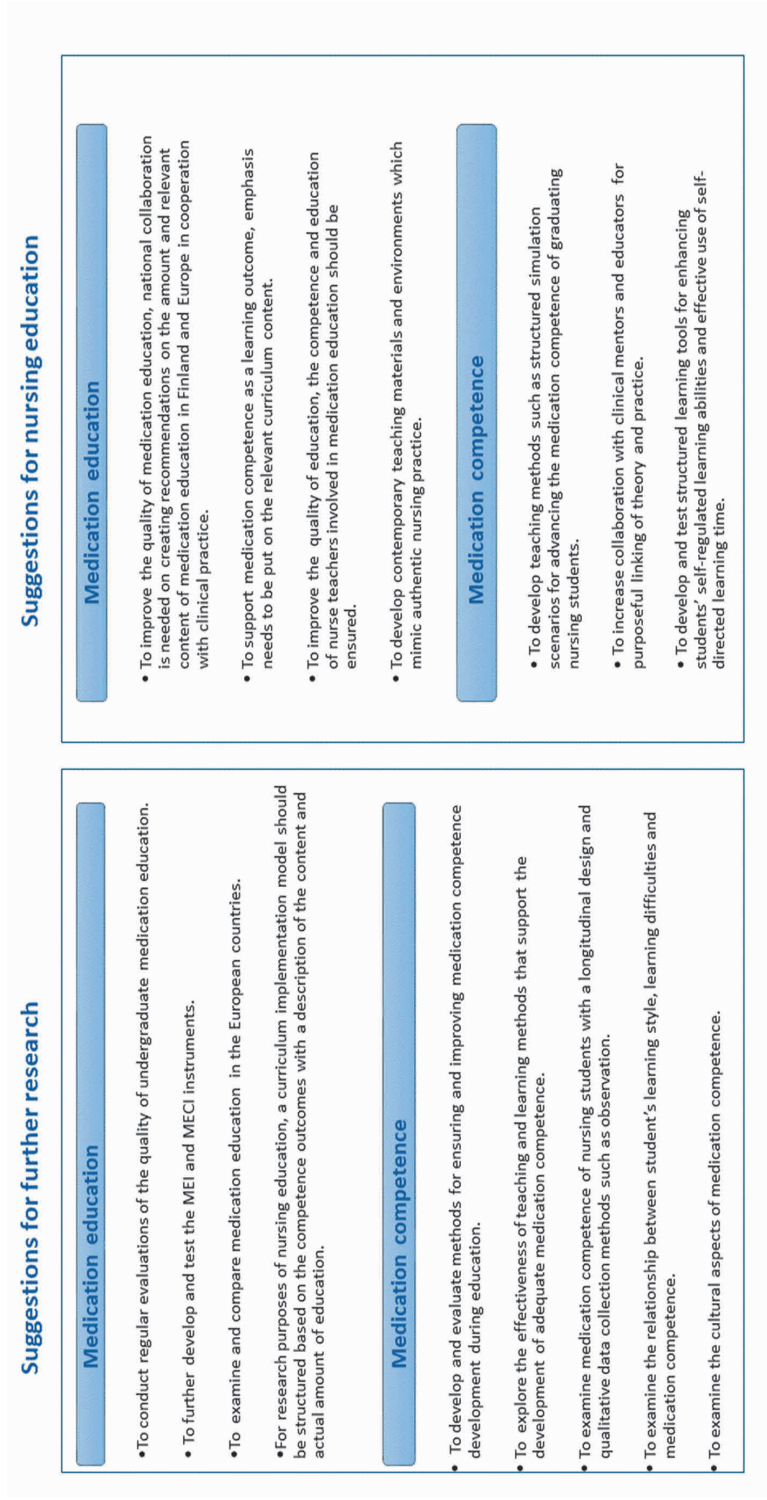 Suggestions for further research
Medication education
•To conduct regular evaluations of the quality of undergraduate medication education.
• To further develop and test the MEI and MECI instruments.
•To examine and compare medication education in the European countries.
•For research purposes of nursing education, a curriculum implementation model should
be structured based on the competence outcomes with a description of the content and
actual amount of education.
Medication competence
• To develop and evaluate methods for ensuring and improving medication competence
development during education.
• To explore the effectiveness of teaching and learning methods that support the
development of adequate medication competence.
• To examine medication competence of nursing students with a longitudinal design and
qualitative data collection methods such as observation.
• To examine the relationship between student's learning style, learning difficulties and
medication competence.
• To examine the cultural aspects of medication competence.
Suggestions for nursing education
Medication education
• To improve the quality of medication education, national collaboration
is needed on creating recommendations on the amount and relevant
content of medication education in Finland and Europe in cooperation
with clinical practice.
• To support medication competence as a learning outcome, emphasis
needs to be put on the relevant curriculum content.
• To improve the quality of education, the competence and education
of nurse teachers involved in medication education should be
ensured.
• To develop contemporary teaching materials and environments which
mimic authentic nursing practice.
Medication competence
• To develop teaching methods such as structured simulation
scenarios for advancing the medication competence of graduating
nursing students.
• To increase collaboration with clinical mentors and educators for
purposeful linking of theory and practice.
• To develop and test structured learning tools for enhancing
students' self-regulated learning abilities and effective use of self-
directed learning time.